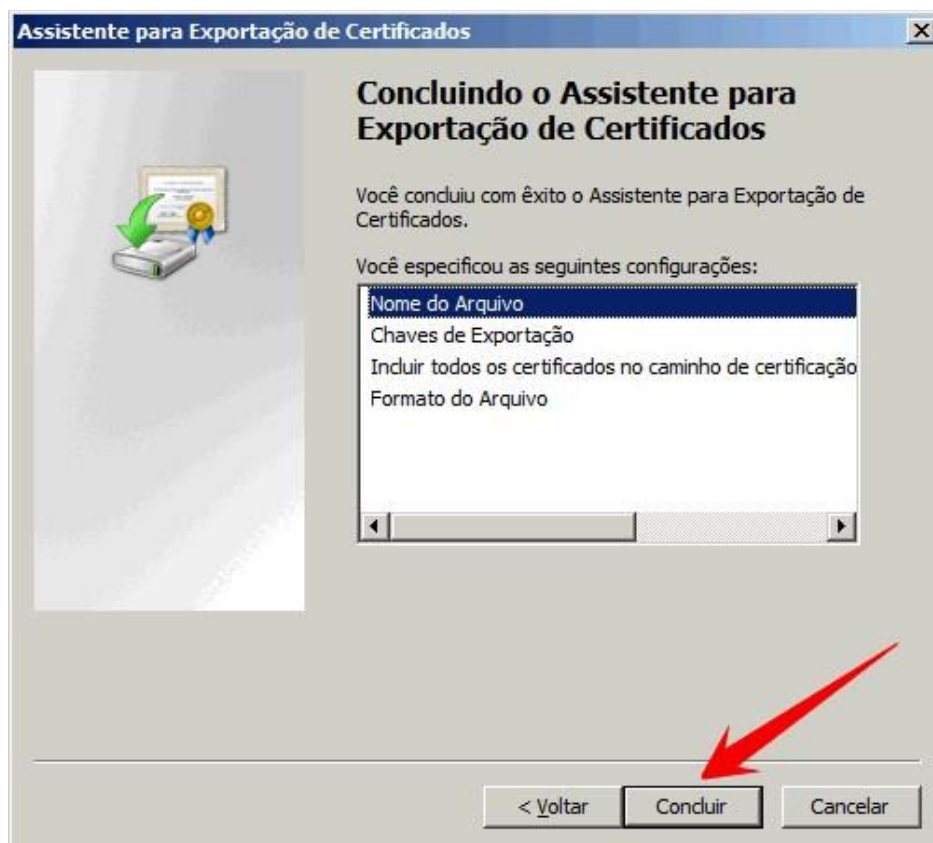 Assistente para Exportação de Certificados
Concluindo o Assistente para
Exportação de Certificados
Você concluiu com êxito o Assistente para Exportação de
Certificados.
Você especificou as seguintes configurações:
Nome do Arquivo
Chaves de Exportação
Incluir todos os certificados no caminho de certificação
Formato do Arquivo
< Voltar
Concluir
Cancelar